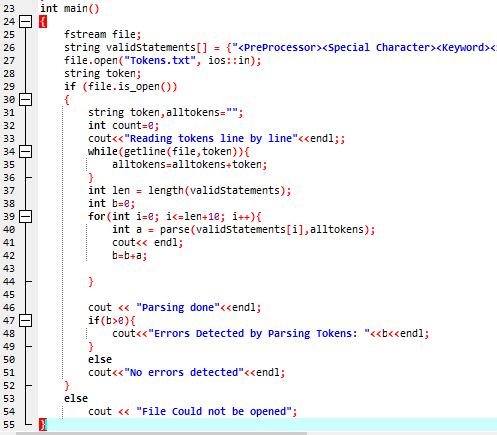 23 int main()
24 {
25 fstream file;
26 string validStatements[] = {"<PreProcessor><Special Character><Keyword><
27 file.open("Tokens.txt", ios::in);
28 string token;
29 if (file.is_open())
30 {
31 string token,alltokens="";
32 int count=0;
33 cout<<"Reading tokens line by line"<<endl;;
34 while(getline(file,token)){
35 alltokens=alltokens+token;
36 }
37 int len = length(validStatements);
38 int b=0;
39 for(int i=0; i<=len+10; i++){
40 int a = parse(validStatements[i],alltokens);
41 cout<< endl;
42 b=b+a;
43
44 }
45
46 cout << "Parsing done"<<endl;
47 if(b>0){
48 cout<<"Errors Detected by Parsing Tokens: "<<b<<endl;
49 }
50 else
51 cout<<"No errors detected"<<endl;
52 }
53 else
54 cout << "File Could not be opened";
55 }